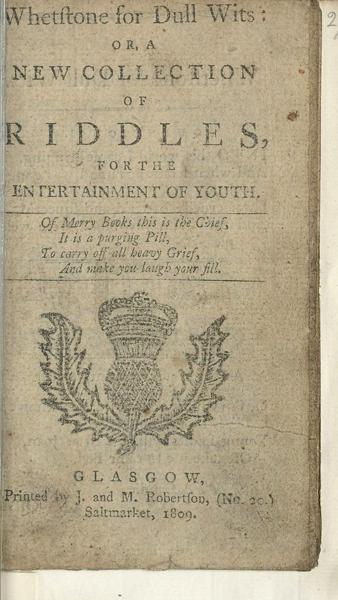 Whetſtone for Dull Wits:
OR, A
NEW COLLECTION
OF
RIDDLES,
FOR THE
ENTERTAINMENT OF YOUTH.
Of Merry Books this is the Chief,
It is a purging Pill,
To carry off all heavy Grief,
And make you laugh your fill.
GLASGOW,
Printed by J. and M. Robertſon, (No. 20.)
Saltmarket, 1809.
2